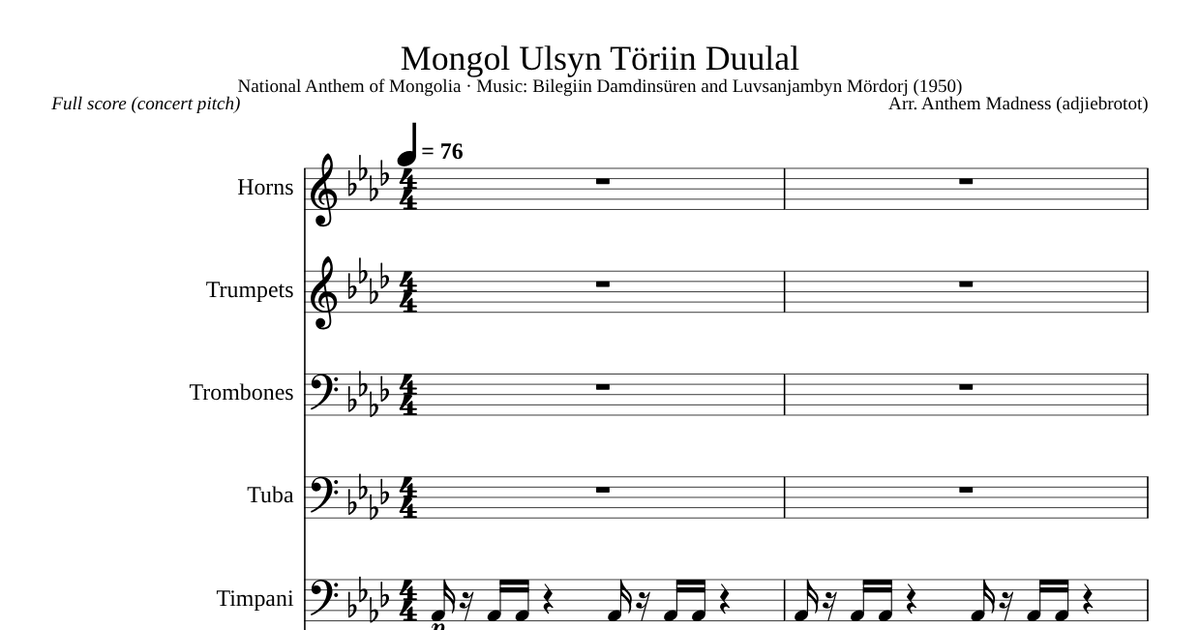 Mongol Ulsyn Töriin Duulal
National Anthem of Mongolia · Music: Bilegiin Damdinsüren and Luvsanjambyn Mördorj (1950)
Full score (concert pitch)
Arr. Anthem Madness (adjiebrotot)
= 76
Horns
Trumpets
Trombones
Tuba
Timpani